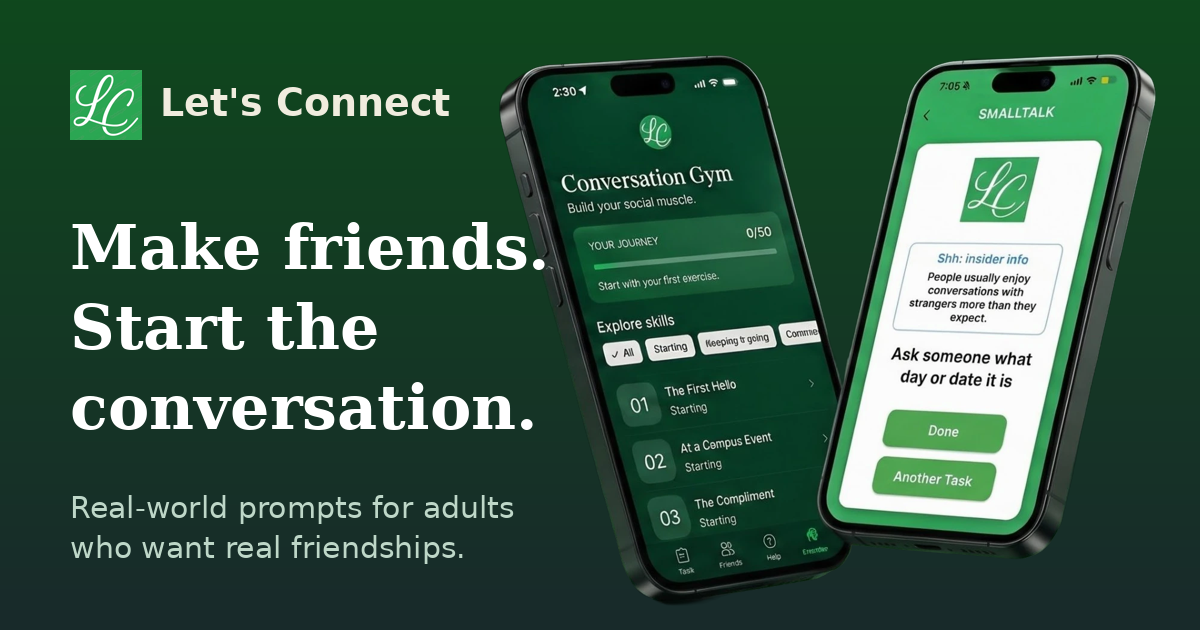 LC
Let's Connect
Make friends.
Start the
conversation.
Real-world prompts for adults
who want real friendships.
2:30
LC
Conversation Gym
Build your social muscle.
YOUR JOURNEY 0/50
Start with your first exercise.
Explore skills
✓ All Starting Keeping it going
01 The First Hello
Starting
02 At a Campus Event
Starting
03 The Compliment
Starting
Task Friends Help
7:05
SMALLTALK
LC
Shh: insider info
People usually enjoy
conversations with
strangers more than they
expect.
Ask someone what
day or date it is
Done
Another Task